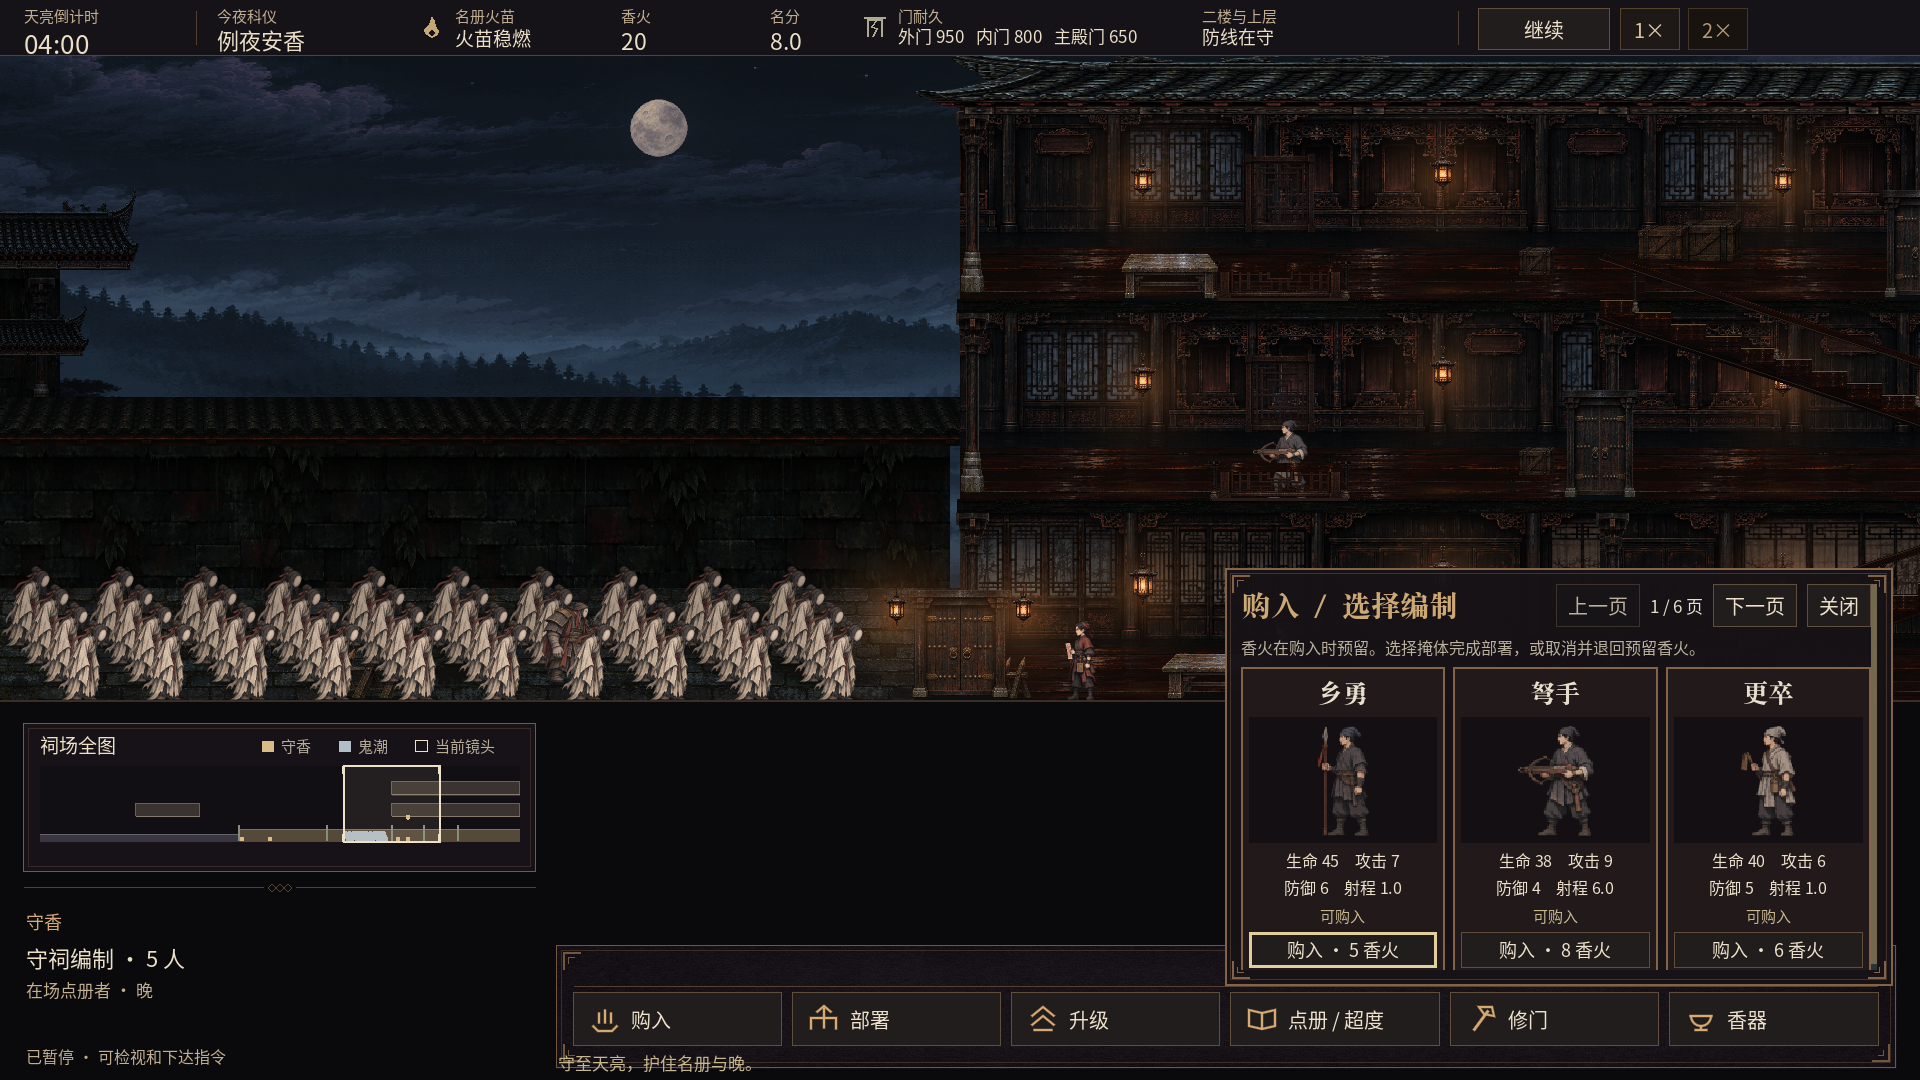 天亮倒计时
04:00
今夜科仪
例夜安香
名册火苗
火苗稳燃
香火
20
名分
8.0
门耐久
外门 950 内门 800 主殿门 650
二楼与上层
防线在守
继续
1×
2×
购入 / 选择编制
上一页
1 / 6 页
下一页
关闭
香火在购入时预留。选择掩体完成部署，或取消并退回预留香火。
乡勇
生命 45 攻击 7
防御 6 射程 1.0
可购入
购入 · 5 香火
弩手
生命 38 攻击 9
防御 4 射程 6.0
可购入
购入 · 8 香火
更卒
生命 40 攻击 6
防御 5 射程 1.0
可购入
购入 · 6 香火
祠场全图
守香
鬼潮
当前镜头
守香
守祠编制 · 5 人
在场点册者 · 晚
已暂停 · 可检视和下达指令
购入
部署
升级
点册 / 超度
修门
香器
守至天亮，护住名册与晚。